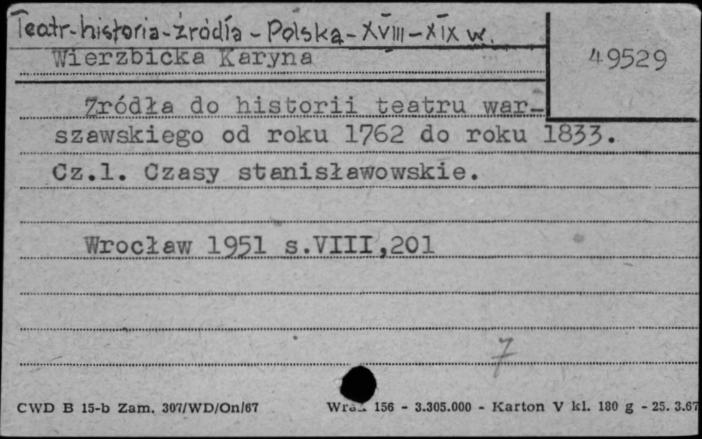 Teatr-historia-źródła-Polska-XVIII-XIX w.
Wierzbicka Karyna
49529
Źródła do historii teatru war-
szawskiego od roku 1762 do roku 1833.
Cz.1. Czasy stanisławowskie.
Wrocław 1951 s.VIII,201
7
CWD B 15-b Zam. 307/WD/On/67
156 - 3.305.000 - Karton V kl. 180 g - 25. 3.67